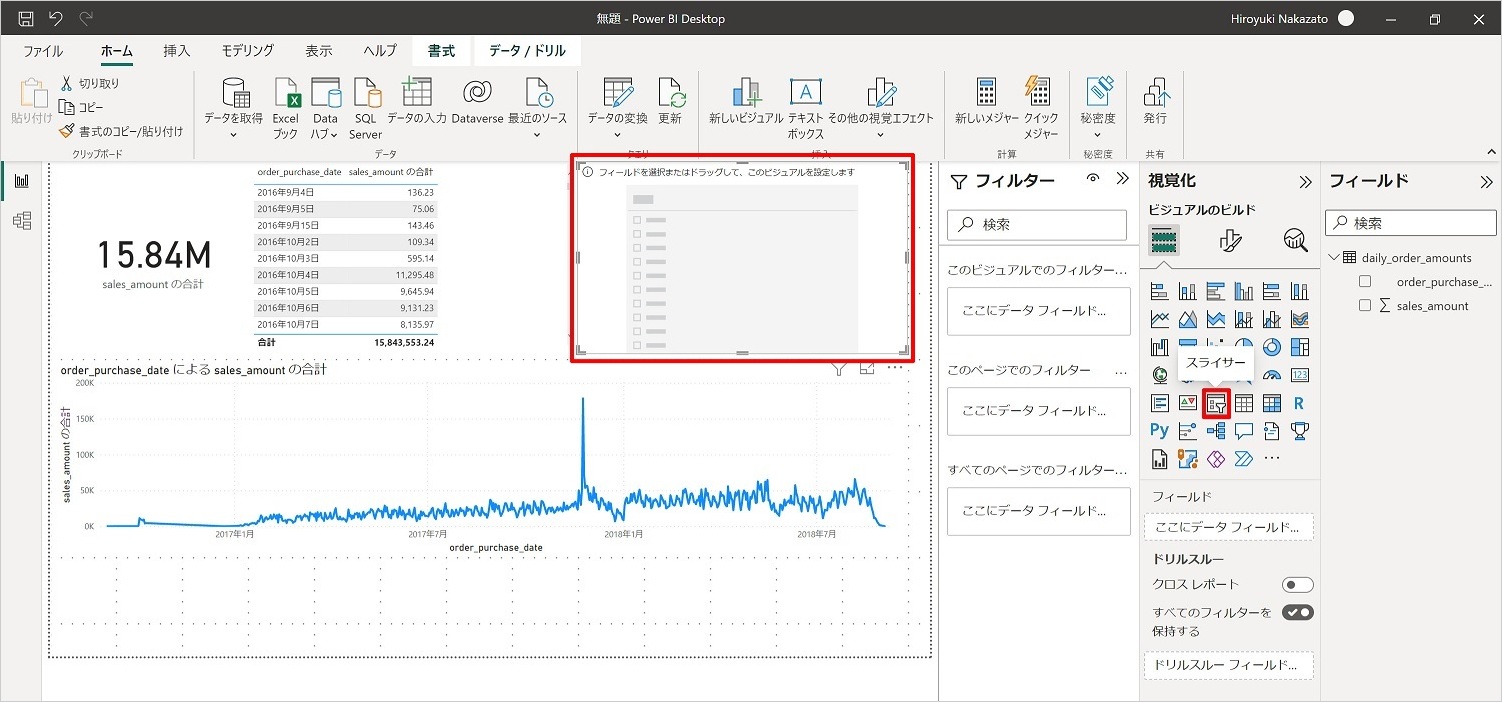 無題 - Power BI Desktop
Hiroyuki Nakazato
ファイル ホーム 挿入 モデリング 表示 ヘルプ 書式 データ / ドリル
貼り付け
切り取り
コピー
書式のコピー/貼り付け
クリップボード
データを取得
Excel
ブック
Data
ハブ
SQL
Server
データの入力
Dataverse
最近のソース
データ
データの変換
更新
クエリ
新しいビジュアル
テキスト
ボックス
その他の視覚エフェクト
挿入
新しいメジャー
クイック
メジャー
計算
秘密度
秘密度
発行
共有
15.84M
sales_amount の合計
order_purchase_date sales_amount の合計
2016年9月4日 136.23
2016年9月5日 75.06
2016年9月15日 143.46
2016年10月2日 109.34
2016年10月3日 595.14
2016年10月4日 11,295.48
2016年10月5日 9,645.94
2016年10月6日 9,131.23
2016年10月7日 8,135.97
合計 15,843,553.24
フィールドを選択またはドラッグして、このビジュアルを設定します
order_purchase_date による sales_amount の合計
sales_amount の合計
200K
150K
100K
50K
0K
2017年1月 2017年7月 2018年1月 2018年7月
order_purchase_date
フィルター
検索
このビジュアルでのフィルター...
ここにデータ フィールド...
このページでのフィルター ...
ここにデータ フィールド...
すべてのページでのフィルター...
ここにデータ フィールド...
視覚化
ビジュアルのビルド
スライサー
123
R
Py
...
フィールド
ここにデータ フィールド...
ドリルスルー
クロス レポート
すべてのフィルターを
保持する
ドリルスルー フィールド...
フィールド
検索
daily_order_amounts
order_purchase_...
∑ sales_amount